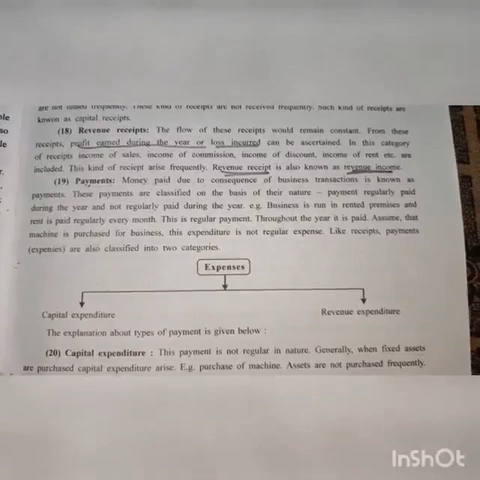 are not issued frequently. These kind of receipts are not received frequently. Such kind of receipts are
known as capital receipts.
(18) Revenue receipts: The flow of these receipts would remain constant. From these
receipts, profit earned during the year or loss incurred can be ascertained. In this category
of receipts income of sales, income of commission, income of discount, income of rent etc. are
included. This kind of reciept arise frequently. Revenue receipt is also known as revenue income.
(19) Payments: Money paid due to consequence of business transactions is known as
payments. These payments are classified on the basis of their nature – payment regularly paid
during the year and not regularly paid during the year. e.g. Business is run in rented premises and
rent is paid regularly every month. This is regular payment. Throughout the year it is paid. Assume, that
machine is purchased for business, this expenditure is not regular expense. Like receipts, payments
(expenses) are also classified into two categories.
Expenses
Capital expenditure
Revenue expenditure
The explanation about types of payment is given below :
(20) Capital expenditure : This payment is not regular in nature. Generally, when fixed assets
are purchased capital expenditure arise. E.g. purchase of machine. Assets are not purchased frequently.
InShOt